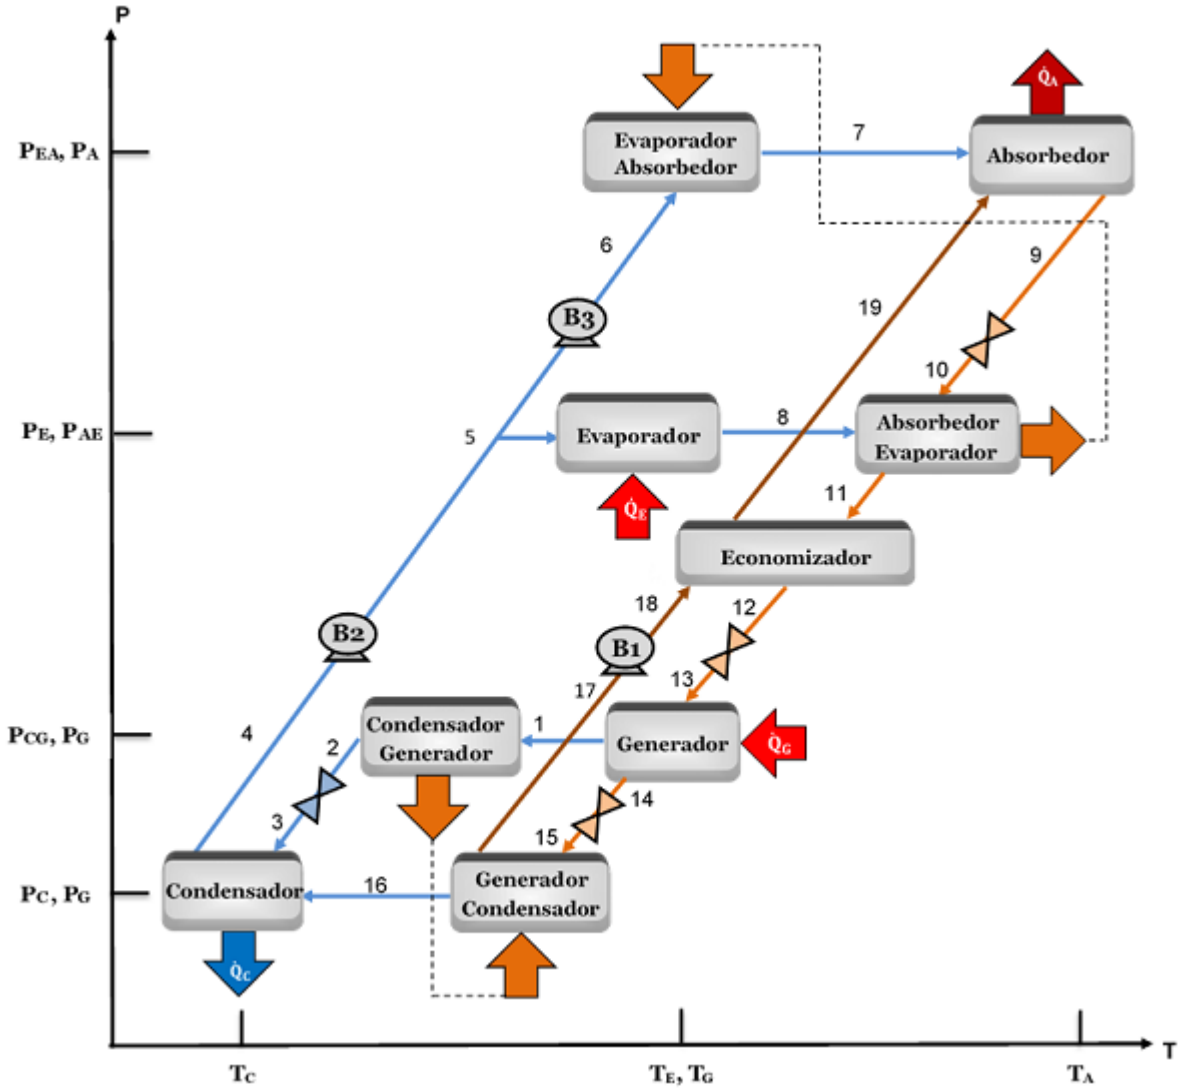 P
Q̇A
PEA, PA
Evaporador
Absorbedor
7
Absorbedor
6
9
B3
19
10
PE, PAE
5
Evaporador
8
Absorbedor
Evaporador
Q̇E
11
Economizador
B2
18
12
B1
17
13
4
PCG, PG
2
Condensador
Generador
1
Generador
Q̇G
3
14
15
PC, PG
Condensador
16
Generador
Condensador
Q̇C
T
TC
TE, TG
TA